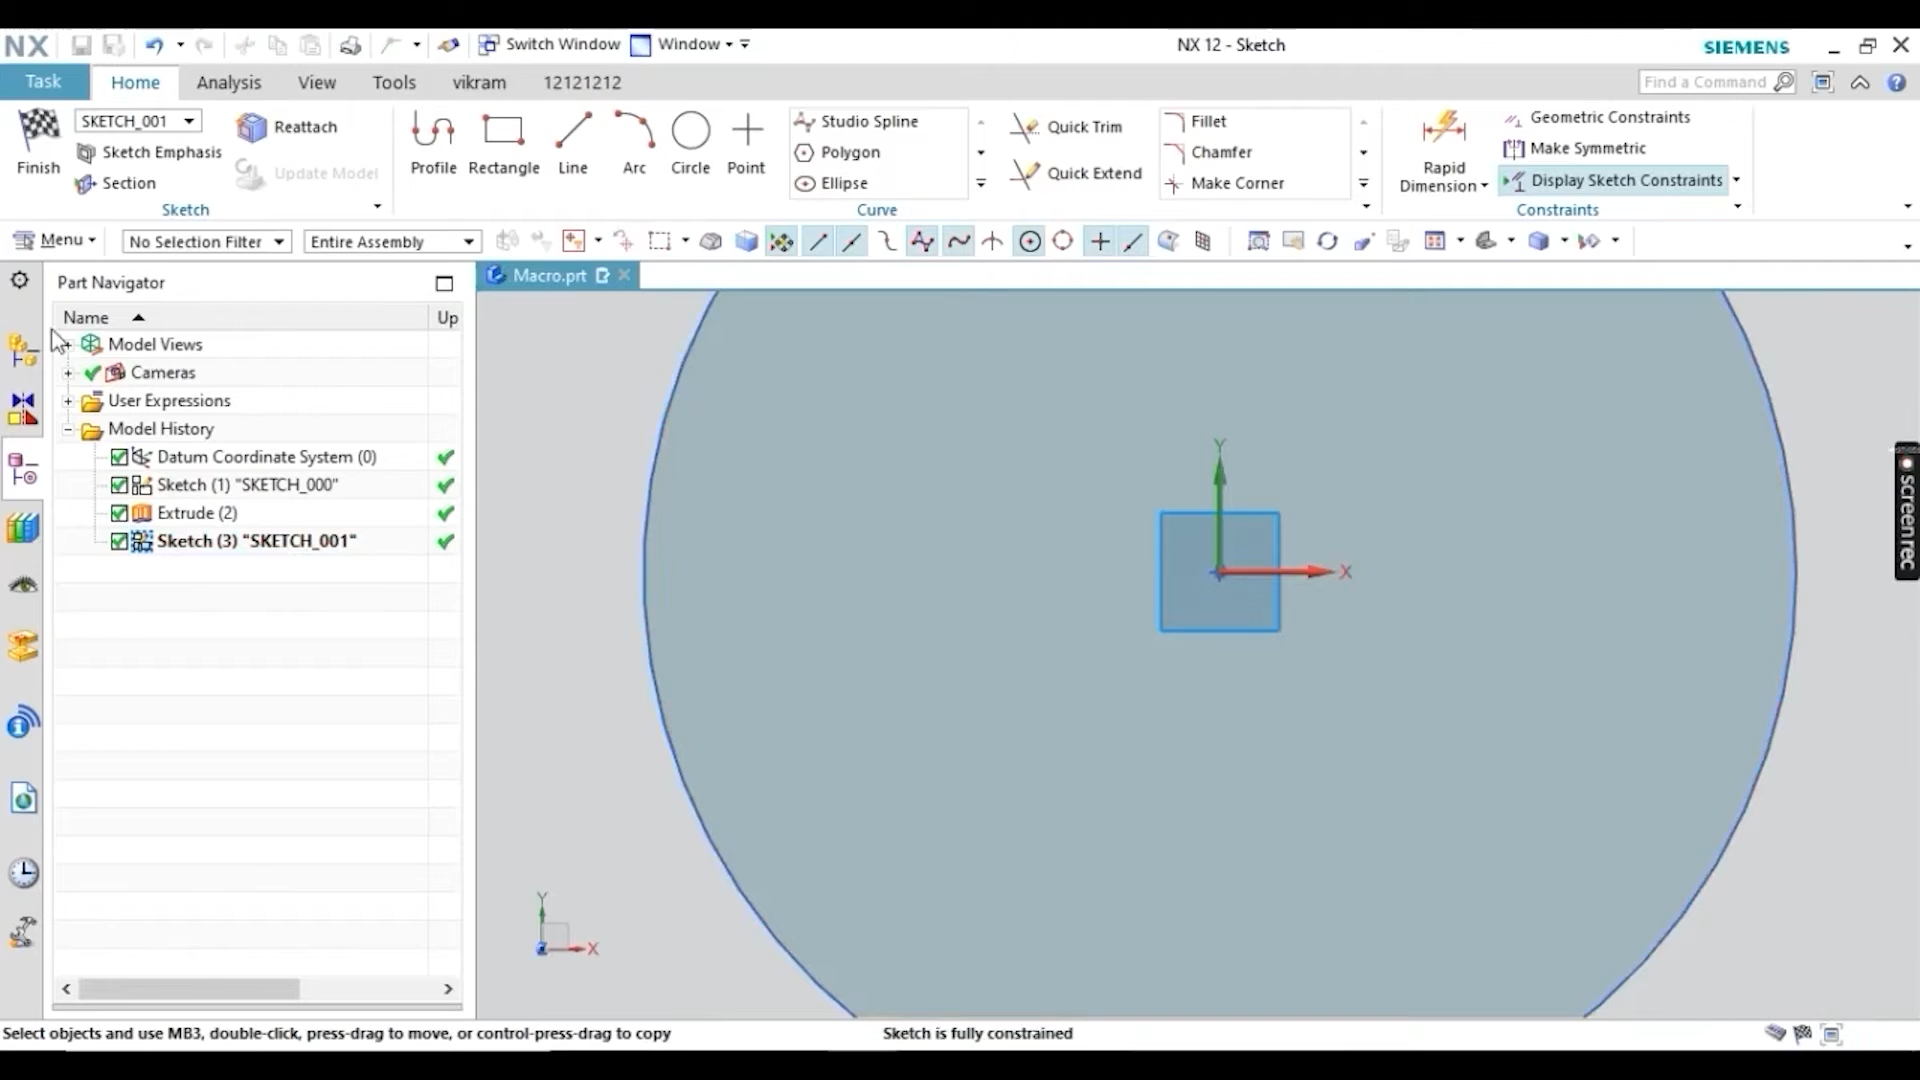 NX Switch Window Window NX 12 - Sketch SIEMENS
Task Home Analysis View Tools vikram 12121212 Find a Command
SKETCH_001 Reattach Studio Spline Quick Trim Fillet Geometric Constraints
Sketch Emphasis Polygon Chamfer Make Symmetric
Finish Profile Rectangle Line Arc Circle Point Rapid
Section Update Model Ellipse Quick Extend Make Corner Dimension Display Sketch Constraints
Sketch Curve Constraints
Menu No Selection Filter Entire Assembly
Part Navigator Macro.prt
Name Up
Model Views
Cameras
User Expressions
Model History
Datum Coordinate System (0)
Sketch (1) "SKETCH_000"
Extrude (2)
Sketch (3) "SKETCH_001"
Y
X
Y
X
screenrec
Select objects and use MB3, double-click, press-drag to move, or control-press-drag to copy Sketch is fully constrained